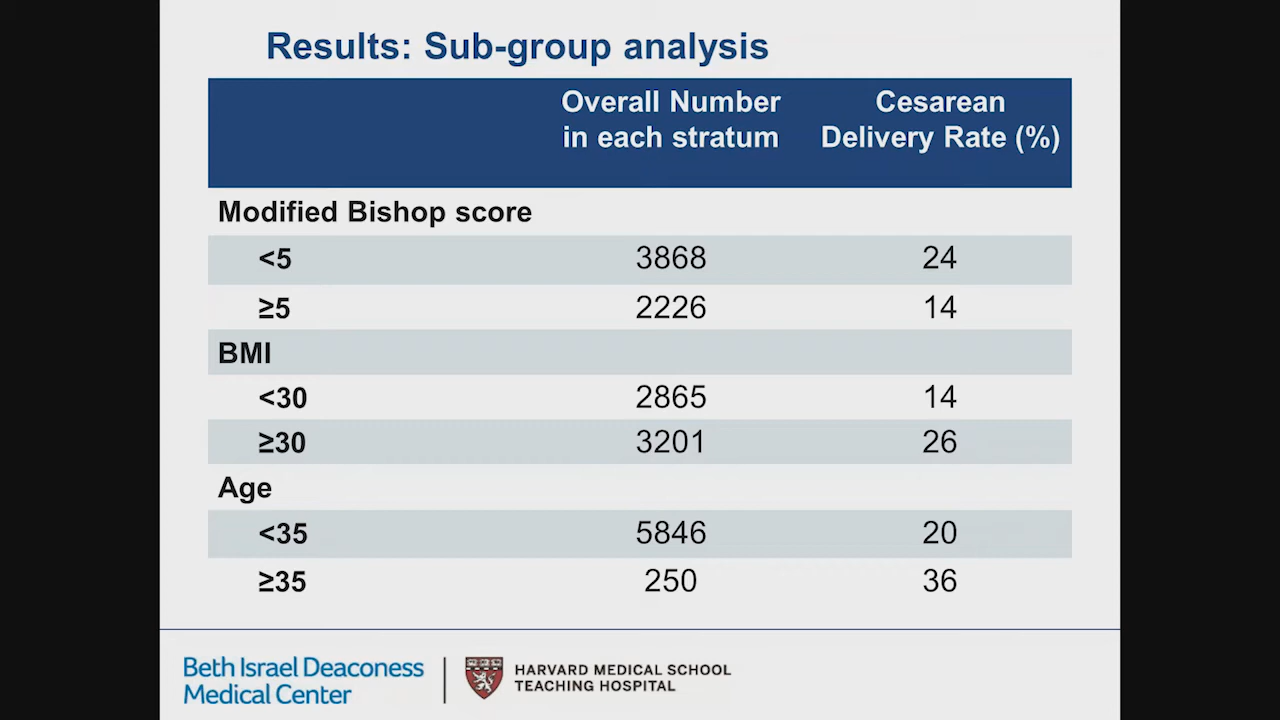 Results: Sub-group analysis
Overall Number in each stratum Cesarean Delivery Rate (%)
Modified Bishop score
<5 3868 24
≥5 2226 14
BMI
<30 2865 14
≥30 3201 26
Age
<35 5846 20
≥35 250 36
Beth Israel Deaconess
Medical Center
HARVARD MEDICAL SCHOOL
TEACHING HOSPITAL